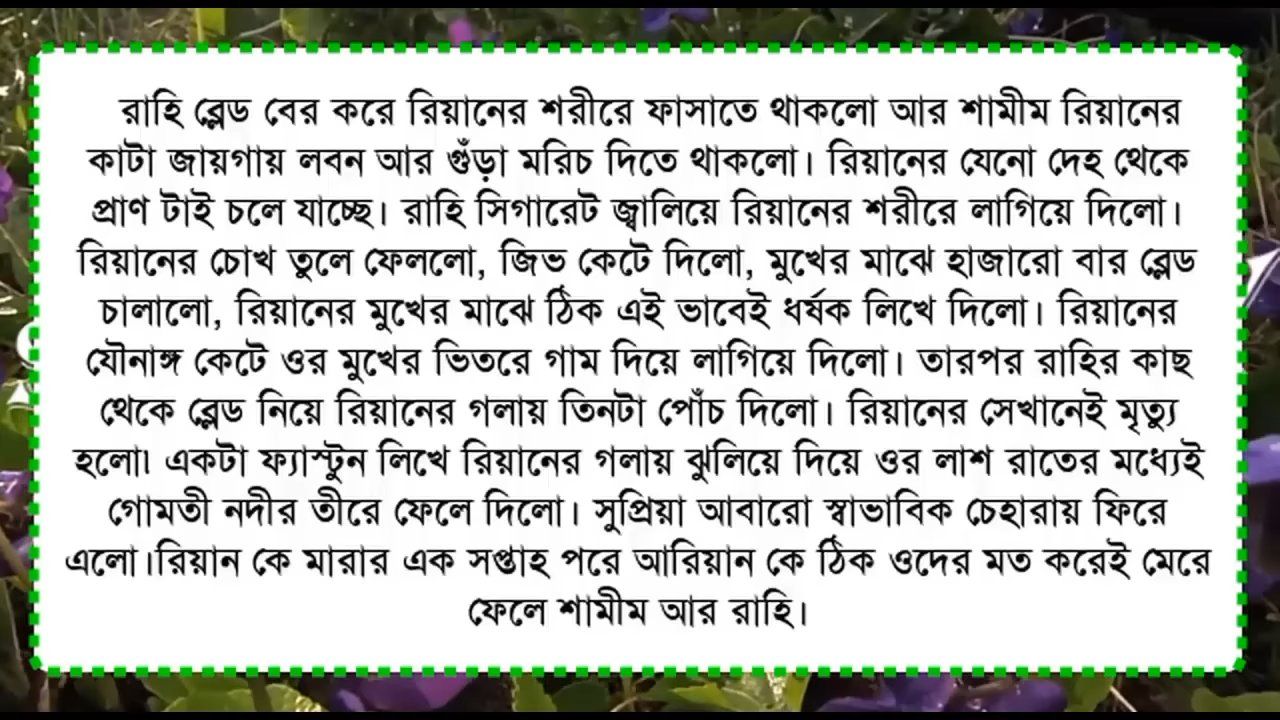 রাহি ব্লেড বের করে রিয়ানের শরীরে ফাসাতে থাকলো আর শামীম রিয়ানের
কাটা জায়গায় লবন আর গুঁড়া মরিচ দিতে থাকলো। রিয়ানের যেনো দেহ থেকে
প্রাণ টাই চলে যাচ্ছে। রাহি সিগারেট জ্বালিয়ে রিয়ানের শরীরে লাগিয়ে দিলো।
রিয়ানের চোখ তুলে ফেললো, জিভ কেটে দিলো, মুখের মাঝে হাজারো বার ব্লেড
চালালো, রিয়ানের মুখের মাঝে ঠিক এই ভাবেই ধর্ষক লিখে দিলো। রিয়ানের
যৌনাঙ্গ কেটে ওর মুখের ভিতরে গাম দিয়ে লাগিয়ে দিলো। তারপর রাহির কাছ
থেকে ব্লেড নিয়ে রিয়ানের গলায় তিনটা পোঁচ দিলো। রিয়ানের সেখানেই মৃত্যু
হলো৷ একটা ফ্যাস্টুন লিখে রিয়ানের গলায় ঝুলিয়ে দিয়ে ওর লাশ রাতের মধ্যেই
গোমতী নদীর তীরে ফেলে দিলো। সুপ্রিয়া আবারো স্বাভাবিক চেহারায় ফিরে
এলো।রিয়ান কে মারার এক সপ্তাহ পরে আরিয়ান কে ঠিক ওদের মত করেই মেরে
ফেলে শামীম আর রাহি।